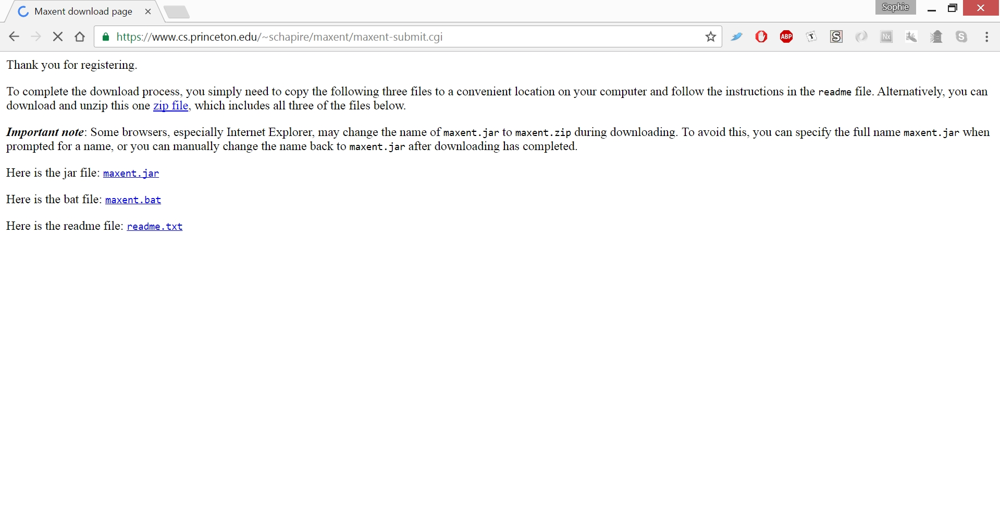 Maxent download page
Sophie
https://www.cs.princeton.edu/~schapire/maxent/maxent-submit.cgi
ABP
T
S
Nx
S
Thank you for registering.
To complete the download process, you simply need to copy the following three files to a convenient location on your computer and follow the instructions in the readme file. Alternatively, you can
download and unzip this one zip file, which includes all three of the files below.
Important note: Some browsers, especially Internet Explorer, may change the name of maxent.jar to maxent.zip during downloading. To avoid this, you can specify the full name maxent.jar when
prompted for a name, or you can manually change the name back to maxent.jar after downloading has completed.
Here is the jar file: maxent.jar
Here is the bat file: maxent.bat
Here is the readme file: readme.txt